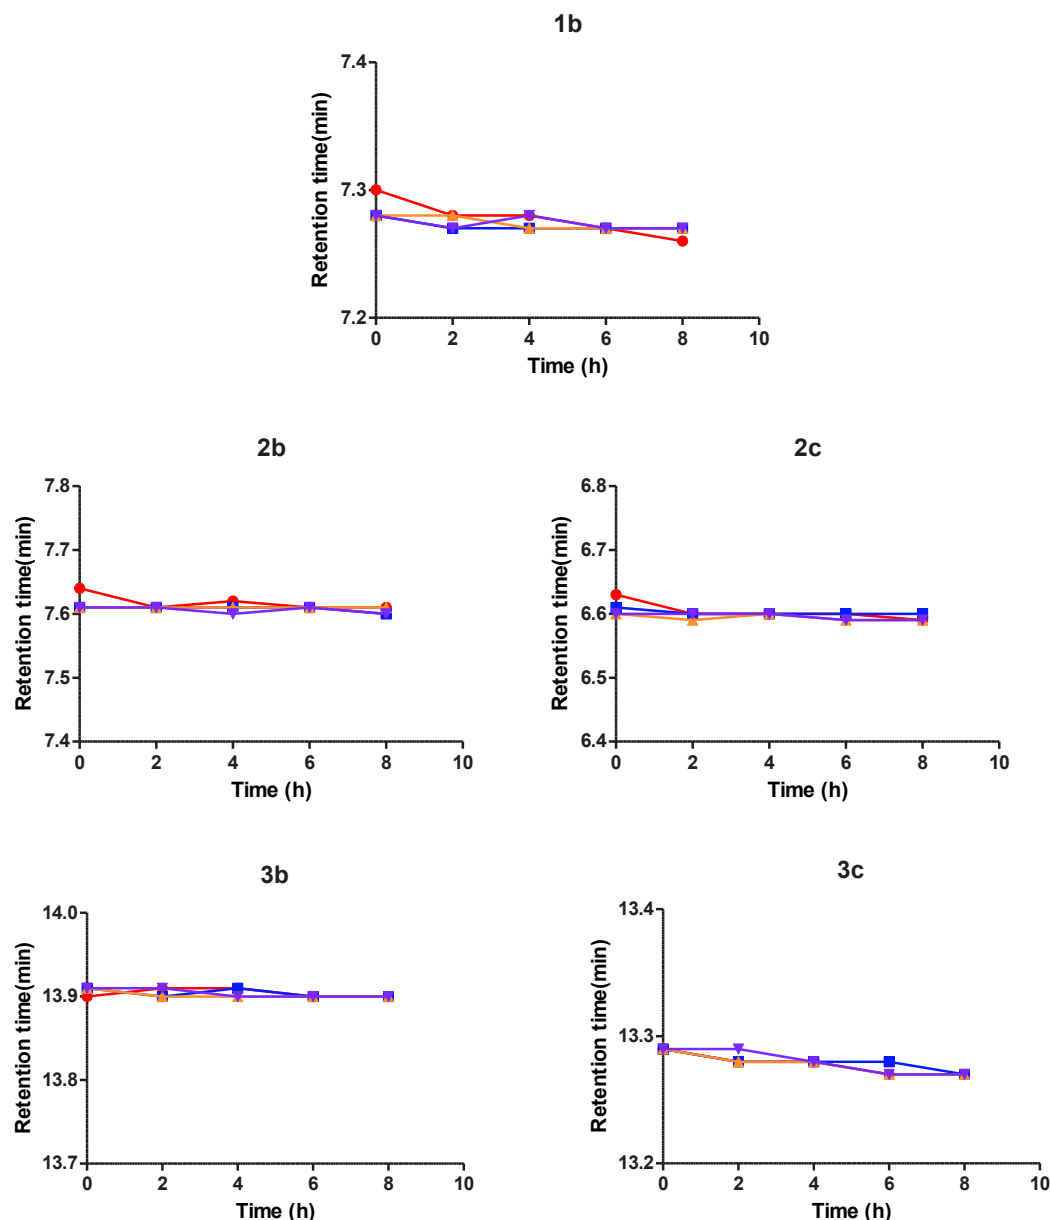 1b
7.4
7.3
7.2
Retention time(min)
0 2 4 6 8 10
Time (h)
2b
7.8
7.7
7.6
7.5
7.4
Retention time(min)
0 2 4 6 8 10
Time (h)
2c
6.8
6.7
6.6
6.5
6.4
Retention time(min)
0 2 4 6 8 10
Time (h)
3b
14.0
13.9
13.8
13.7
Retention time(min)
0 2 4 6 8 10
Time (h)
3c
13.4
13.3
13.2
Retention time(min)
0 2 4 6 8 10
Time (h)